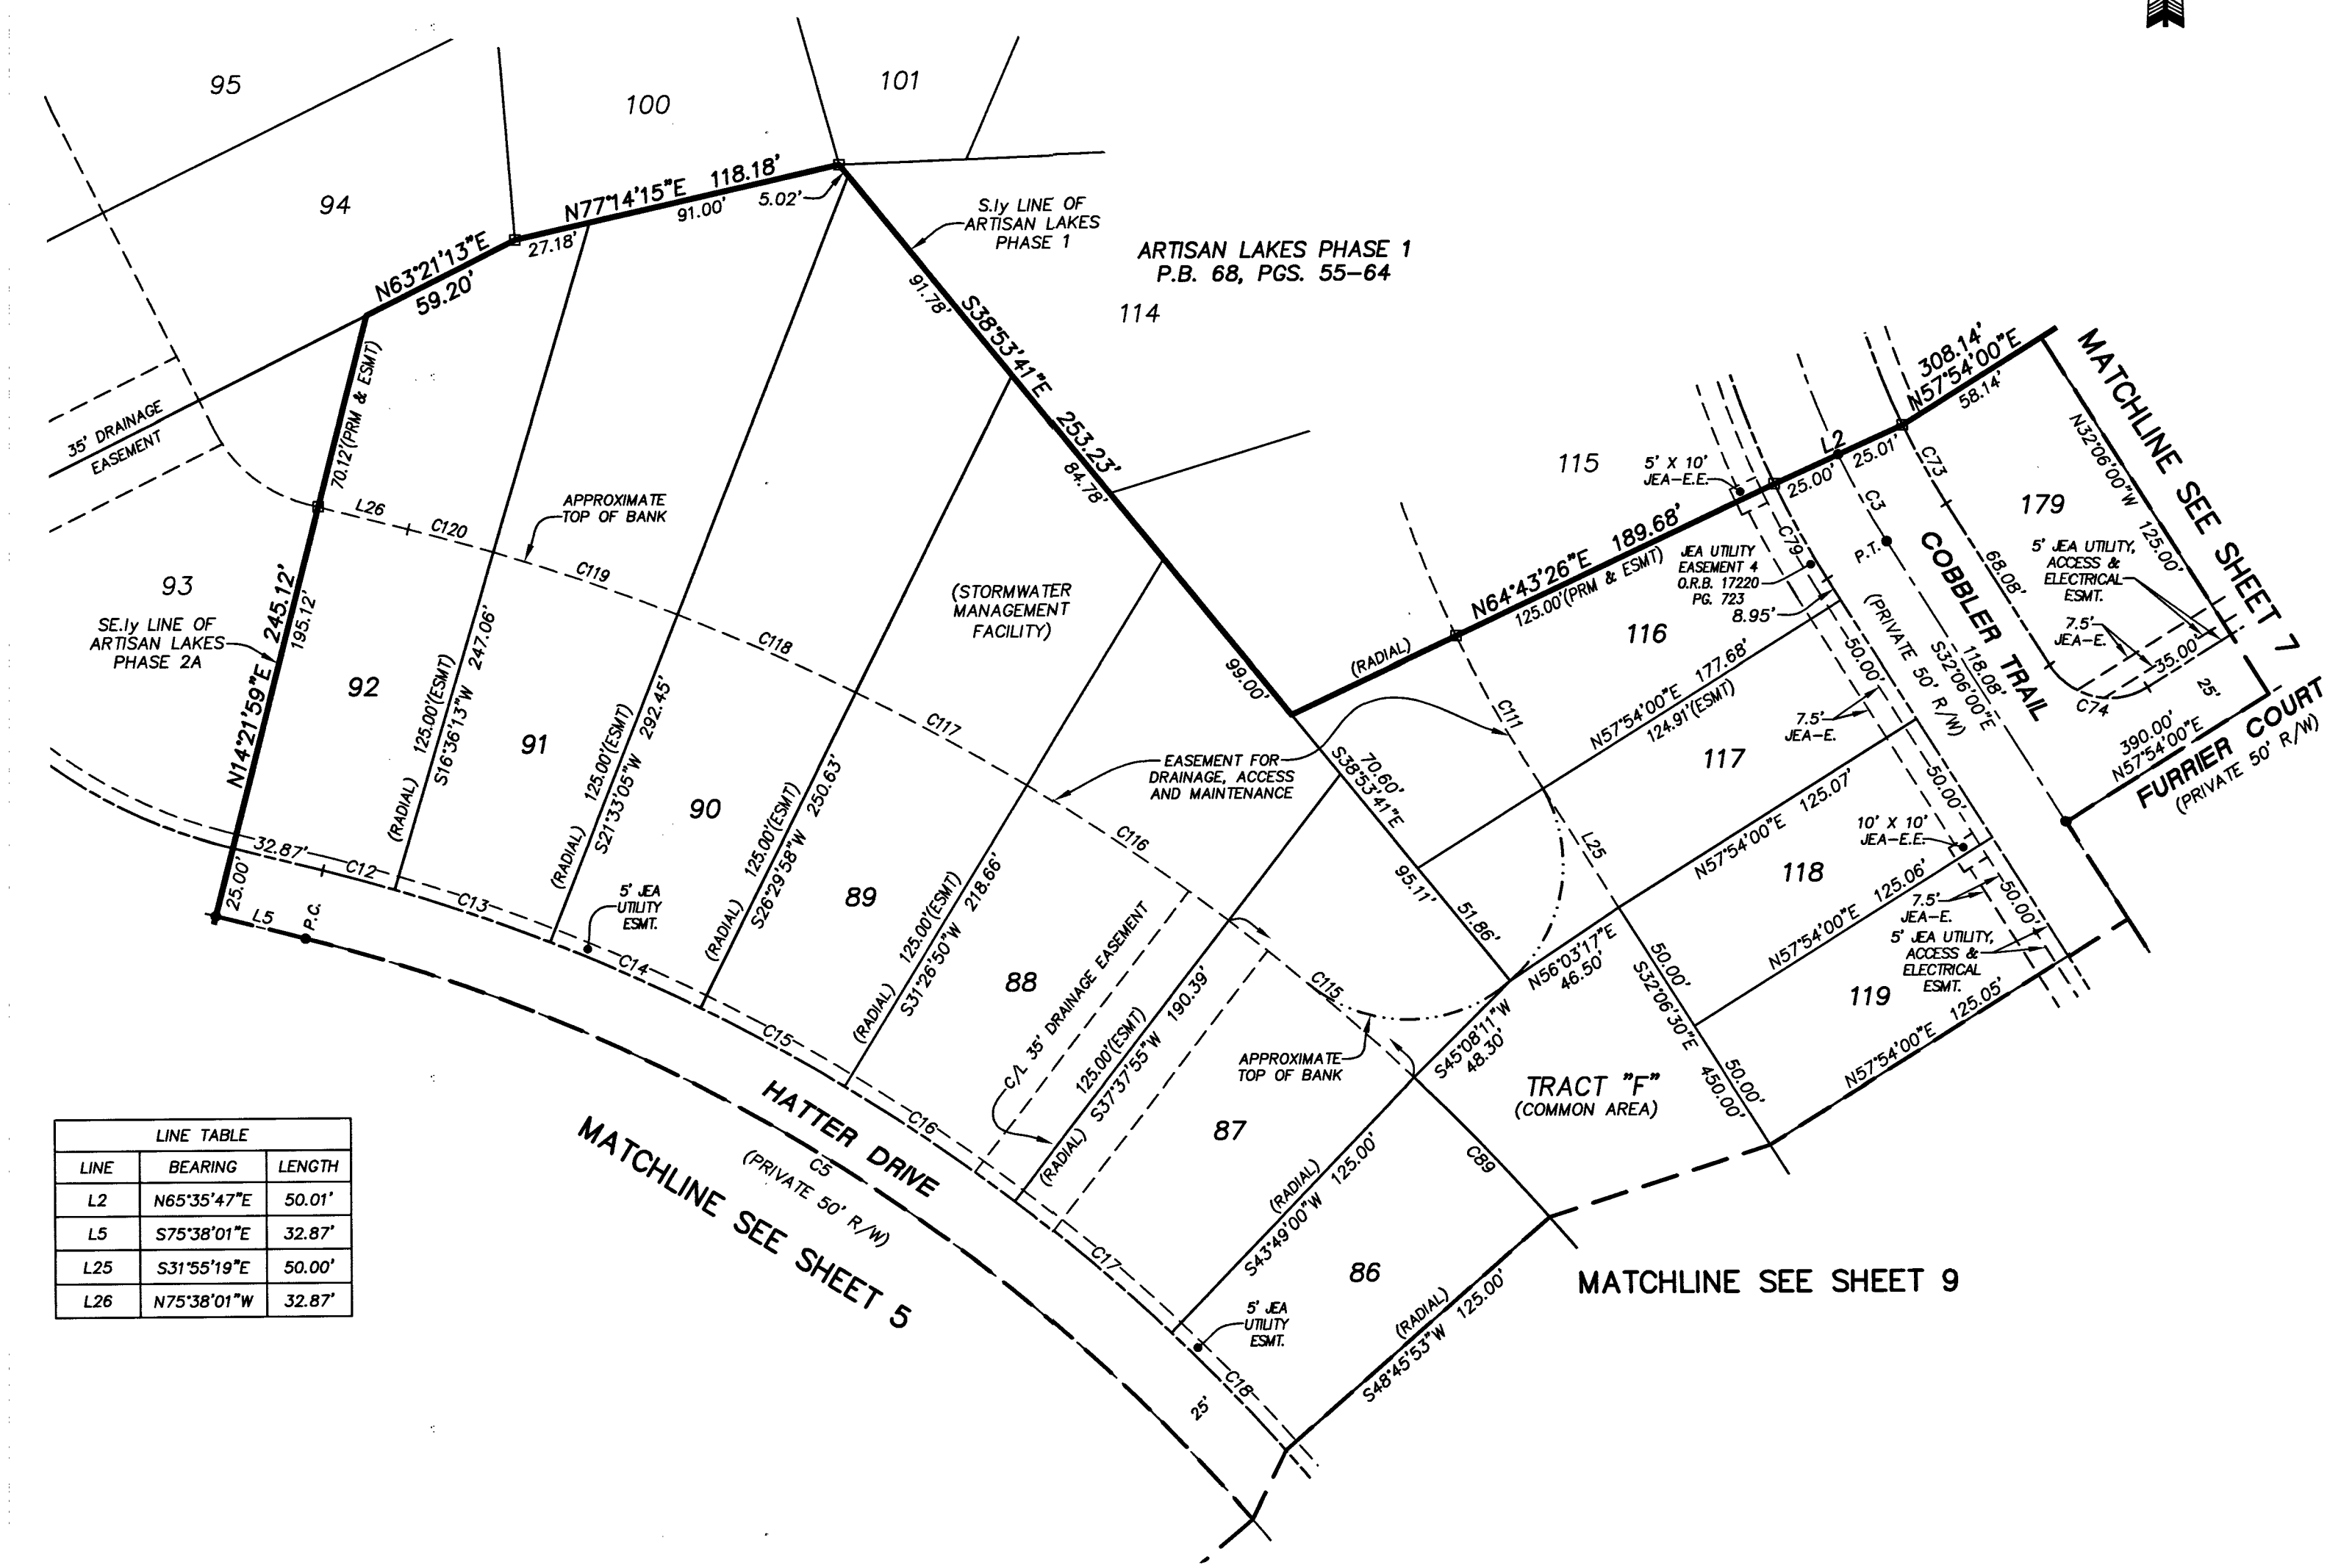 95
100
101
94
N63°21'13"E
59.20'
N77°14'15"E 118.18'
27.18'
91.00'
5.02'
S.ly LINE OF
ARTISAN LAKES
PHASE 1
ARTISAN LAKES PHASE 1
P.B. 68, PGS. 55-64
114
91.78'
S38°53'41"E 253.23'
84.78'
99.00'
35' DRAINAGE
EASEMENT
70.12'(PRM & ESMT)
L26
C120
APPROXIMATE
TOP OF BANK
C119
C118
C117
C116
C115
(STORMWATER
MANAGEMENT
FACILITY)
93
SE.ly LINE OF
ARTISAN LAKES
PHASE 2A
N14°21'59"E 245.12'
195.12'
25.00'
92
(RADIAL)
125.00'(ESMT)
S16°36'13"W 247.06'
91
(RADIAL)
125.00'(ESMT)
S21°33'05"W 292.45'
90
(RADIAL)
125.00'(ESMT)
S26°29'58"W 250.63'
89
(RADIAL)
125.00'(ESMT)
S31°26'50"W 218.66'
88
C/L 35' DRAINAGE EASEMENT
(RADIAL)
125.00'(ESMT)
S37°37'55"W 190.39'
87
(RADIAL)
S43°49'00"W 125.00'
86
(RADIAL)
S48°45'53"W 125.00'
32.87'
C12
C13
C14
C15
C16
C17
C18
L5
P.C.
5' JEA
UTILITY
ESMT.
5' JEA
UTILITY
ESMT.
HATTER DRIVE
C5
(PRIVATE 50' R/W)
MATCHLINE SEE SHEET 5
25'
115
5' X 10'
JEA-E.E.
(RADIAL)
N64°43'26"E 189.68'
125.00'(PRM & ESMT)
25.00'
L2
25.01'
308.14'
N57°54'00"E
58.14'
MATCHLINE SEE SHEET 7
C73
C3
P.T.
C79
JEA UTILITY
EASEMENT 4
O.R.B. 17220
PG. 723
8.95'
116
N57°54'00"E 177.68'
124.91'(ESMT)
C111
EASEMENT FOR
DRAINAGE, ACCESS
AND MAINTENANCE
70.60'
S38°53'41"E
95.11'
51.86'
117
7.5'
JEA-E.
50.00'
N57°54'00"E 125.07'
L25
118
10' X 10'
JEA-E.E.
50.00'
N57°54'00"E 125.06'
7.5'
JEA-E.
50.00'
5' JEA UTILITY,
ACCESS &
ELECTRICAL
ESMT.
119
N57°54'00"E 125.05'
50.00'
S32°06'30"E
50.00'
450.00'
N56°03'17"E
46.50'
S45°08'11"W
48.30'
APPROXIMATE
TOP OF BANK
TRACT "F"
(COMMON AREA)
C89
MATCHLINE SEE SHEET 9
COBBLER TRAIL
(PRIVATE 50' R/W)
118.08'
S32°06'00"E
179
N32°06'00"W 125.00'
5' JEA UTILITY,
ACCESS &
ELECTRICAL
ESMT.
68.08'
7.5'
JEA-E.
35.00'
C74
25'
390.00'
N57°54'00"E
FURRIER COURT
(PRIVATE 50' R/W)
LINE TABLE
LINE BEARING LENGTH
L2 N65°35'47"E 50.01'
L5 S75°38'01"E 32.87'
L25 S31°55'19"E 50.00'
L26 N75°38'01"W 32.87'